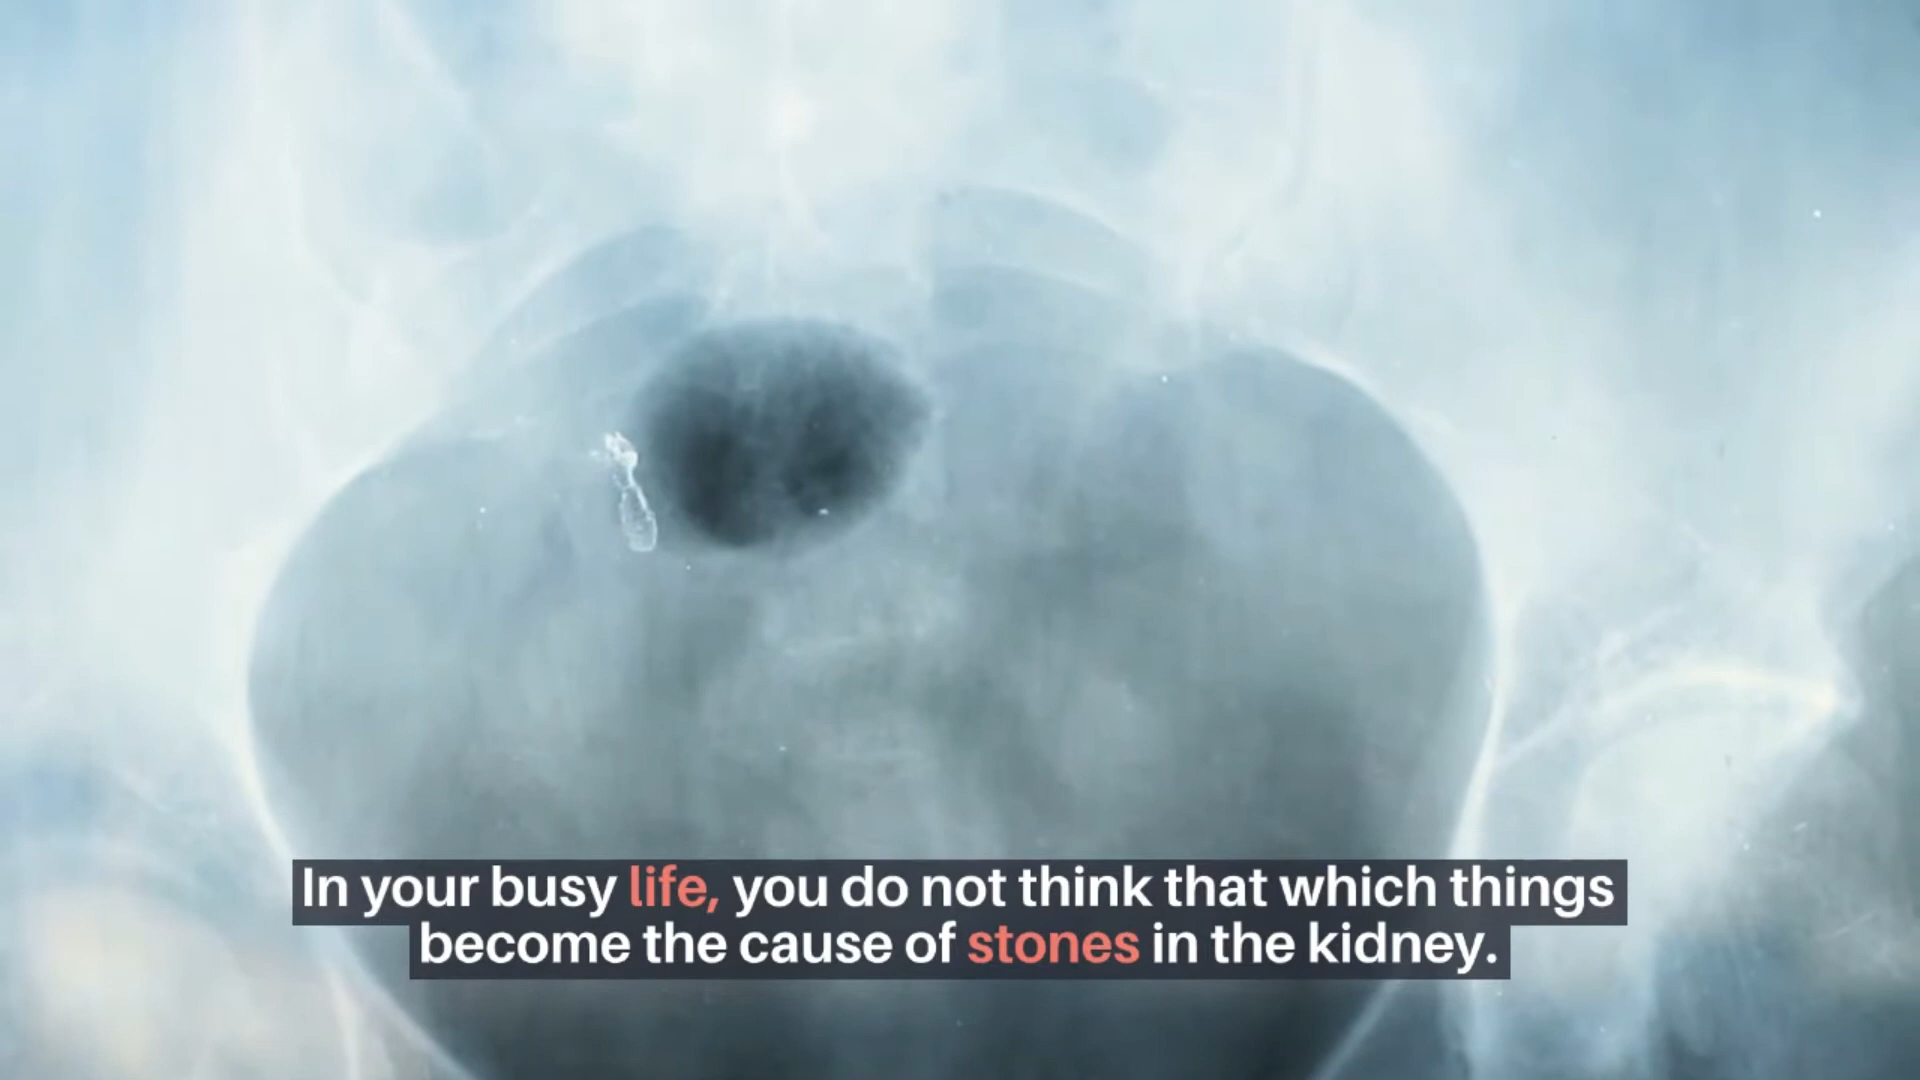 In your busy life, you do not think that which things
become the cause of stones in the kidney.